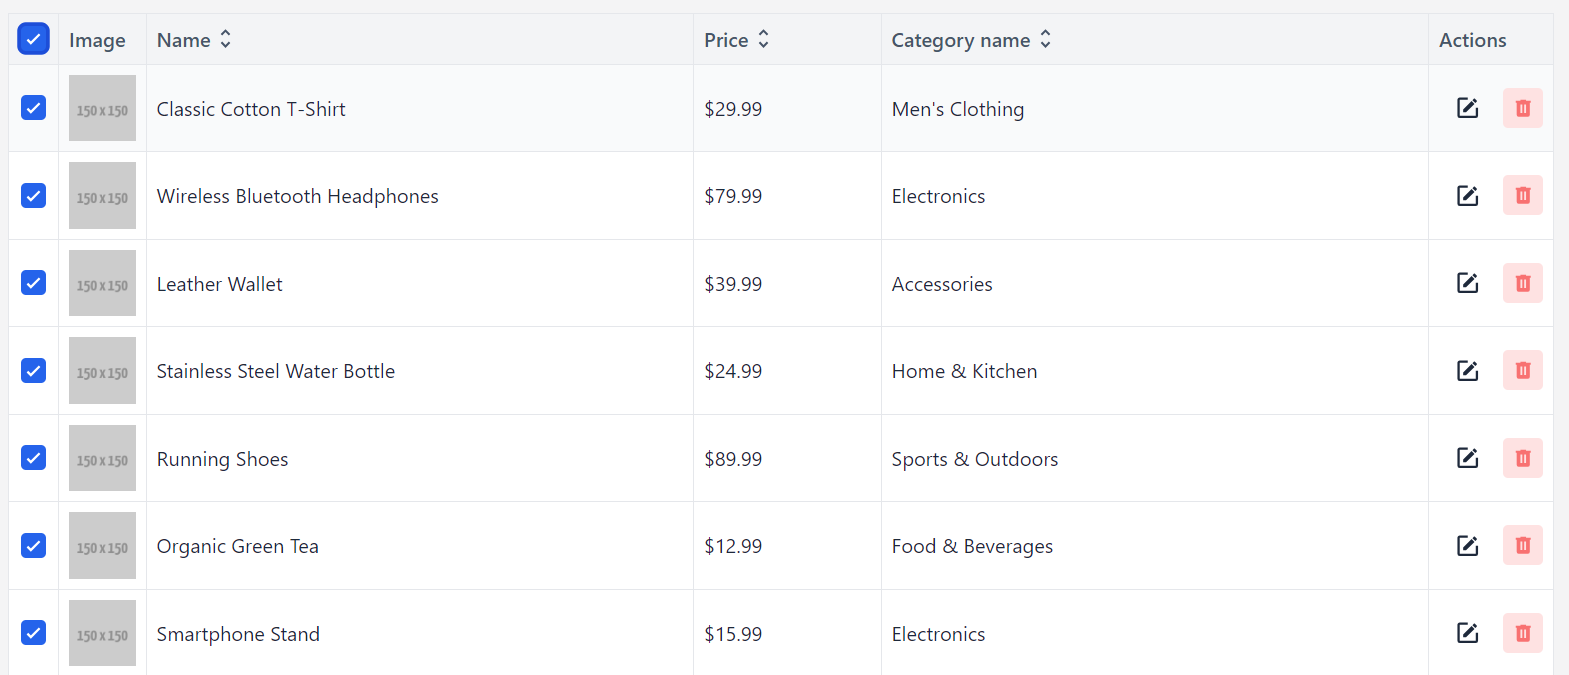 Image Name Price Category name Actions
150 x 150 Classic Cotton T-Shirt $29.99 Men's Clothing
150 x 150 Wireless Bluetooth Headphones $79.99 Electronics
150 x 150 Leather Wallet $39.99 Accessories
150 x 150 Stainless Steel Water Bottle $24.99 Home & Kitchen
150 x 150 Running Shoes $89.99 Sports & Outdoors
150 x 150 Organic Green Tea $12.99 Food & Beverages
150 x 150 Smartphone Stand $15.99 Electronics